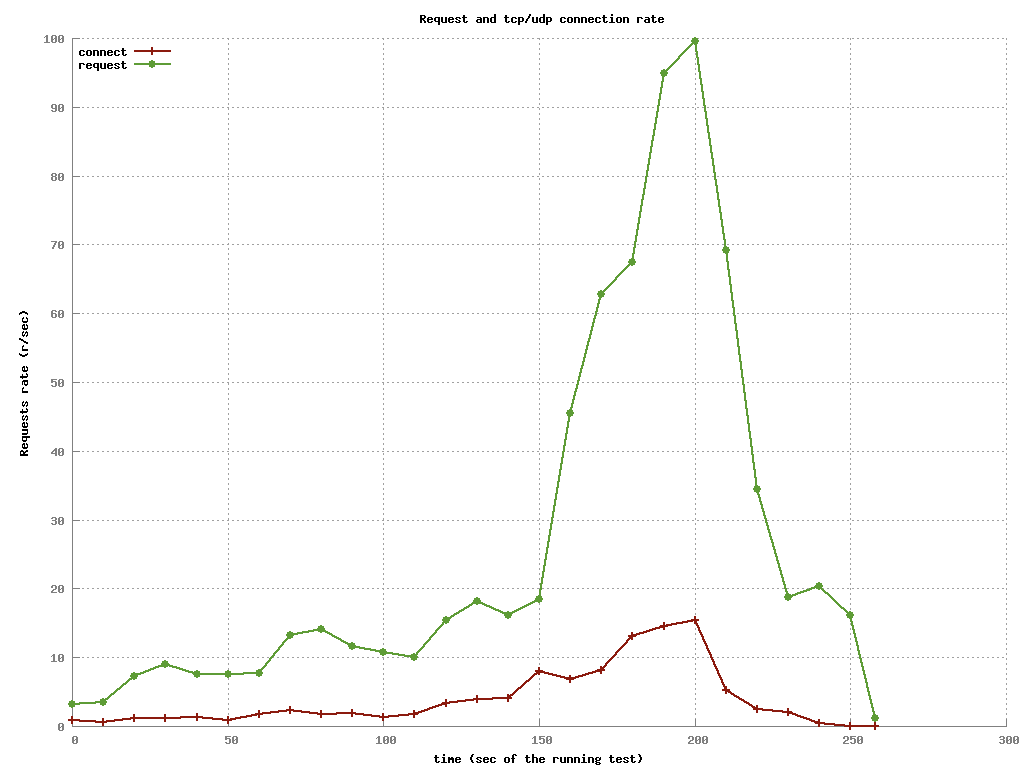 Request and tcp/udp connection rate
connect
request
100
90
80
70
60
50
40
30
20
10
0
Requests rate (r/sec)
0 50 100 150 200 250 300
time (sec of the running test)